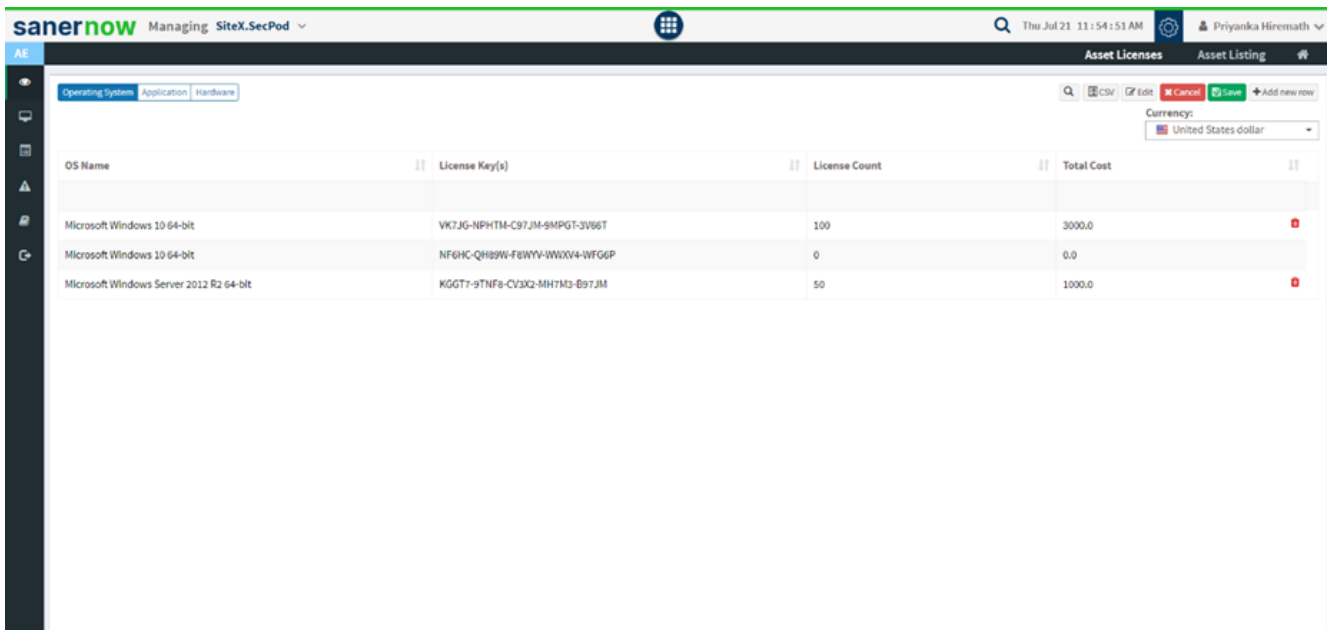 sanernow Managing SiteX.SecPod Thu Jul 21 11:54:51 AM Priyanka Hiremath
AE Asset Licenses Asset Listing
Operating System Application Hardware CSV Edit Cancel Save Add new row
Currency:
United States dollar
OS Name License Key(s) License Count Total Cost
Microsoft Windows 10 64-bit VK7JG-NPHTM-C97JM-9MPGT-3V66T 100 3000.0
Microsoft Windows 10 64-bit NF6HC-QH89W-F8WYV-WWXV4-WFG6P 0 0.0
Microsoft Windows Server 2012 R2 64-bit KGGT7-9TNF8-CV3X2-MH7M3-B97JM 50 1000.0